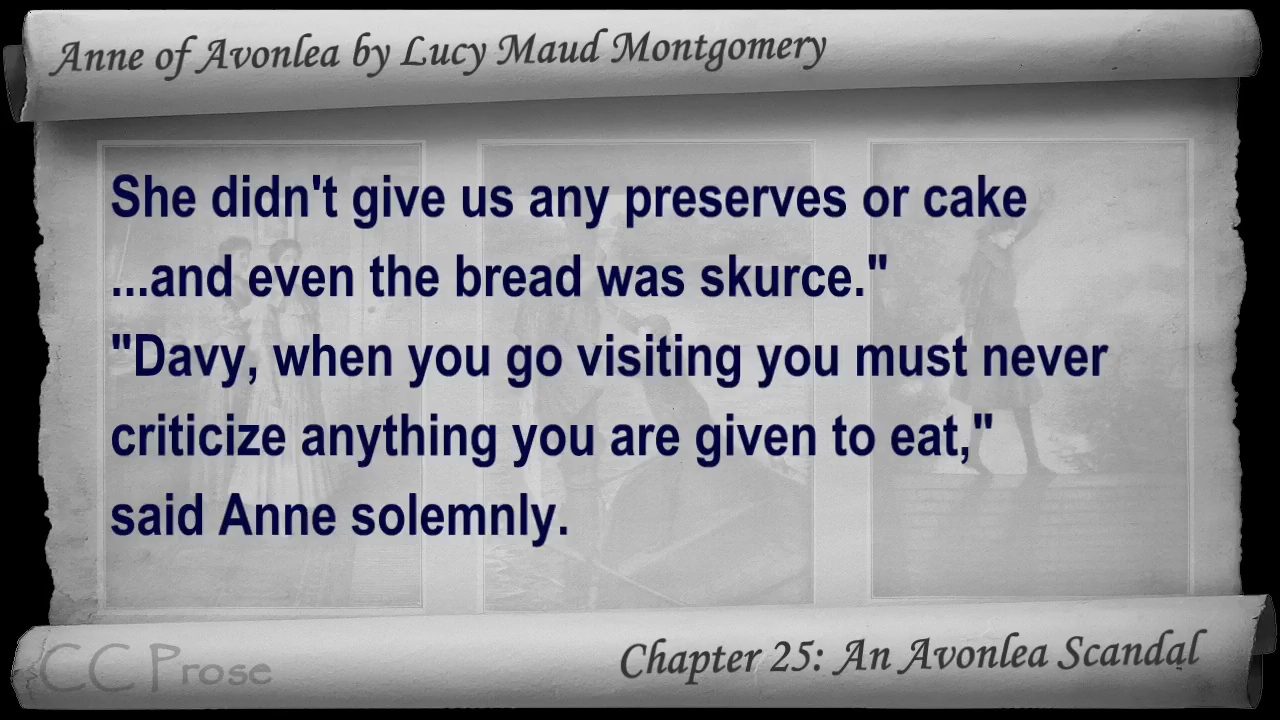 Anne of Avonlea by Lucy Maud Montgomery
She didn't give us any preserves or cake
...and even the bread was skurce."
"Davy, when you go visiting you must never
criticize anything you are given to eat,"
said Anne solemnly.
CC Prose
Chapter 25: An Avonlea Scandal